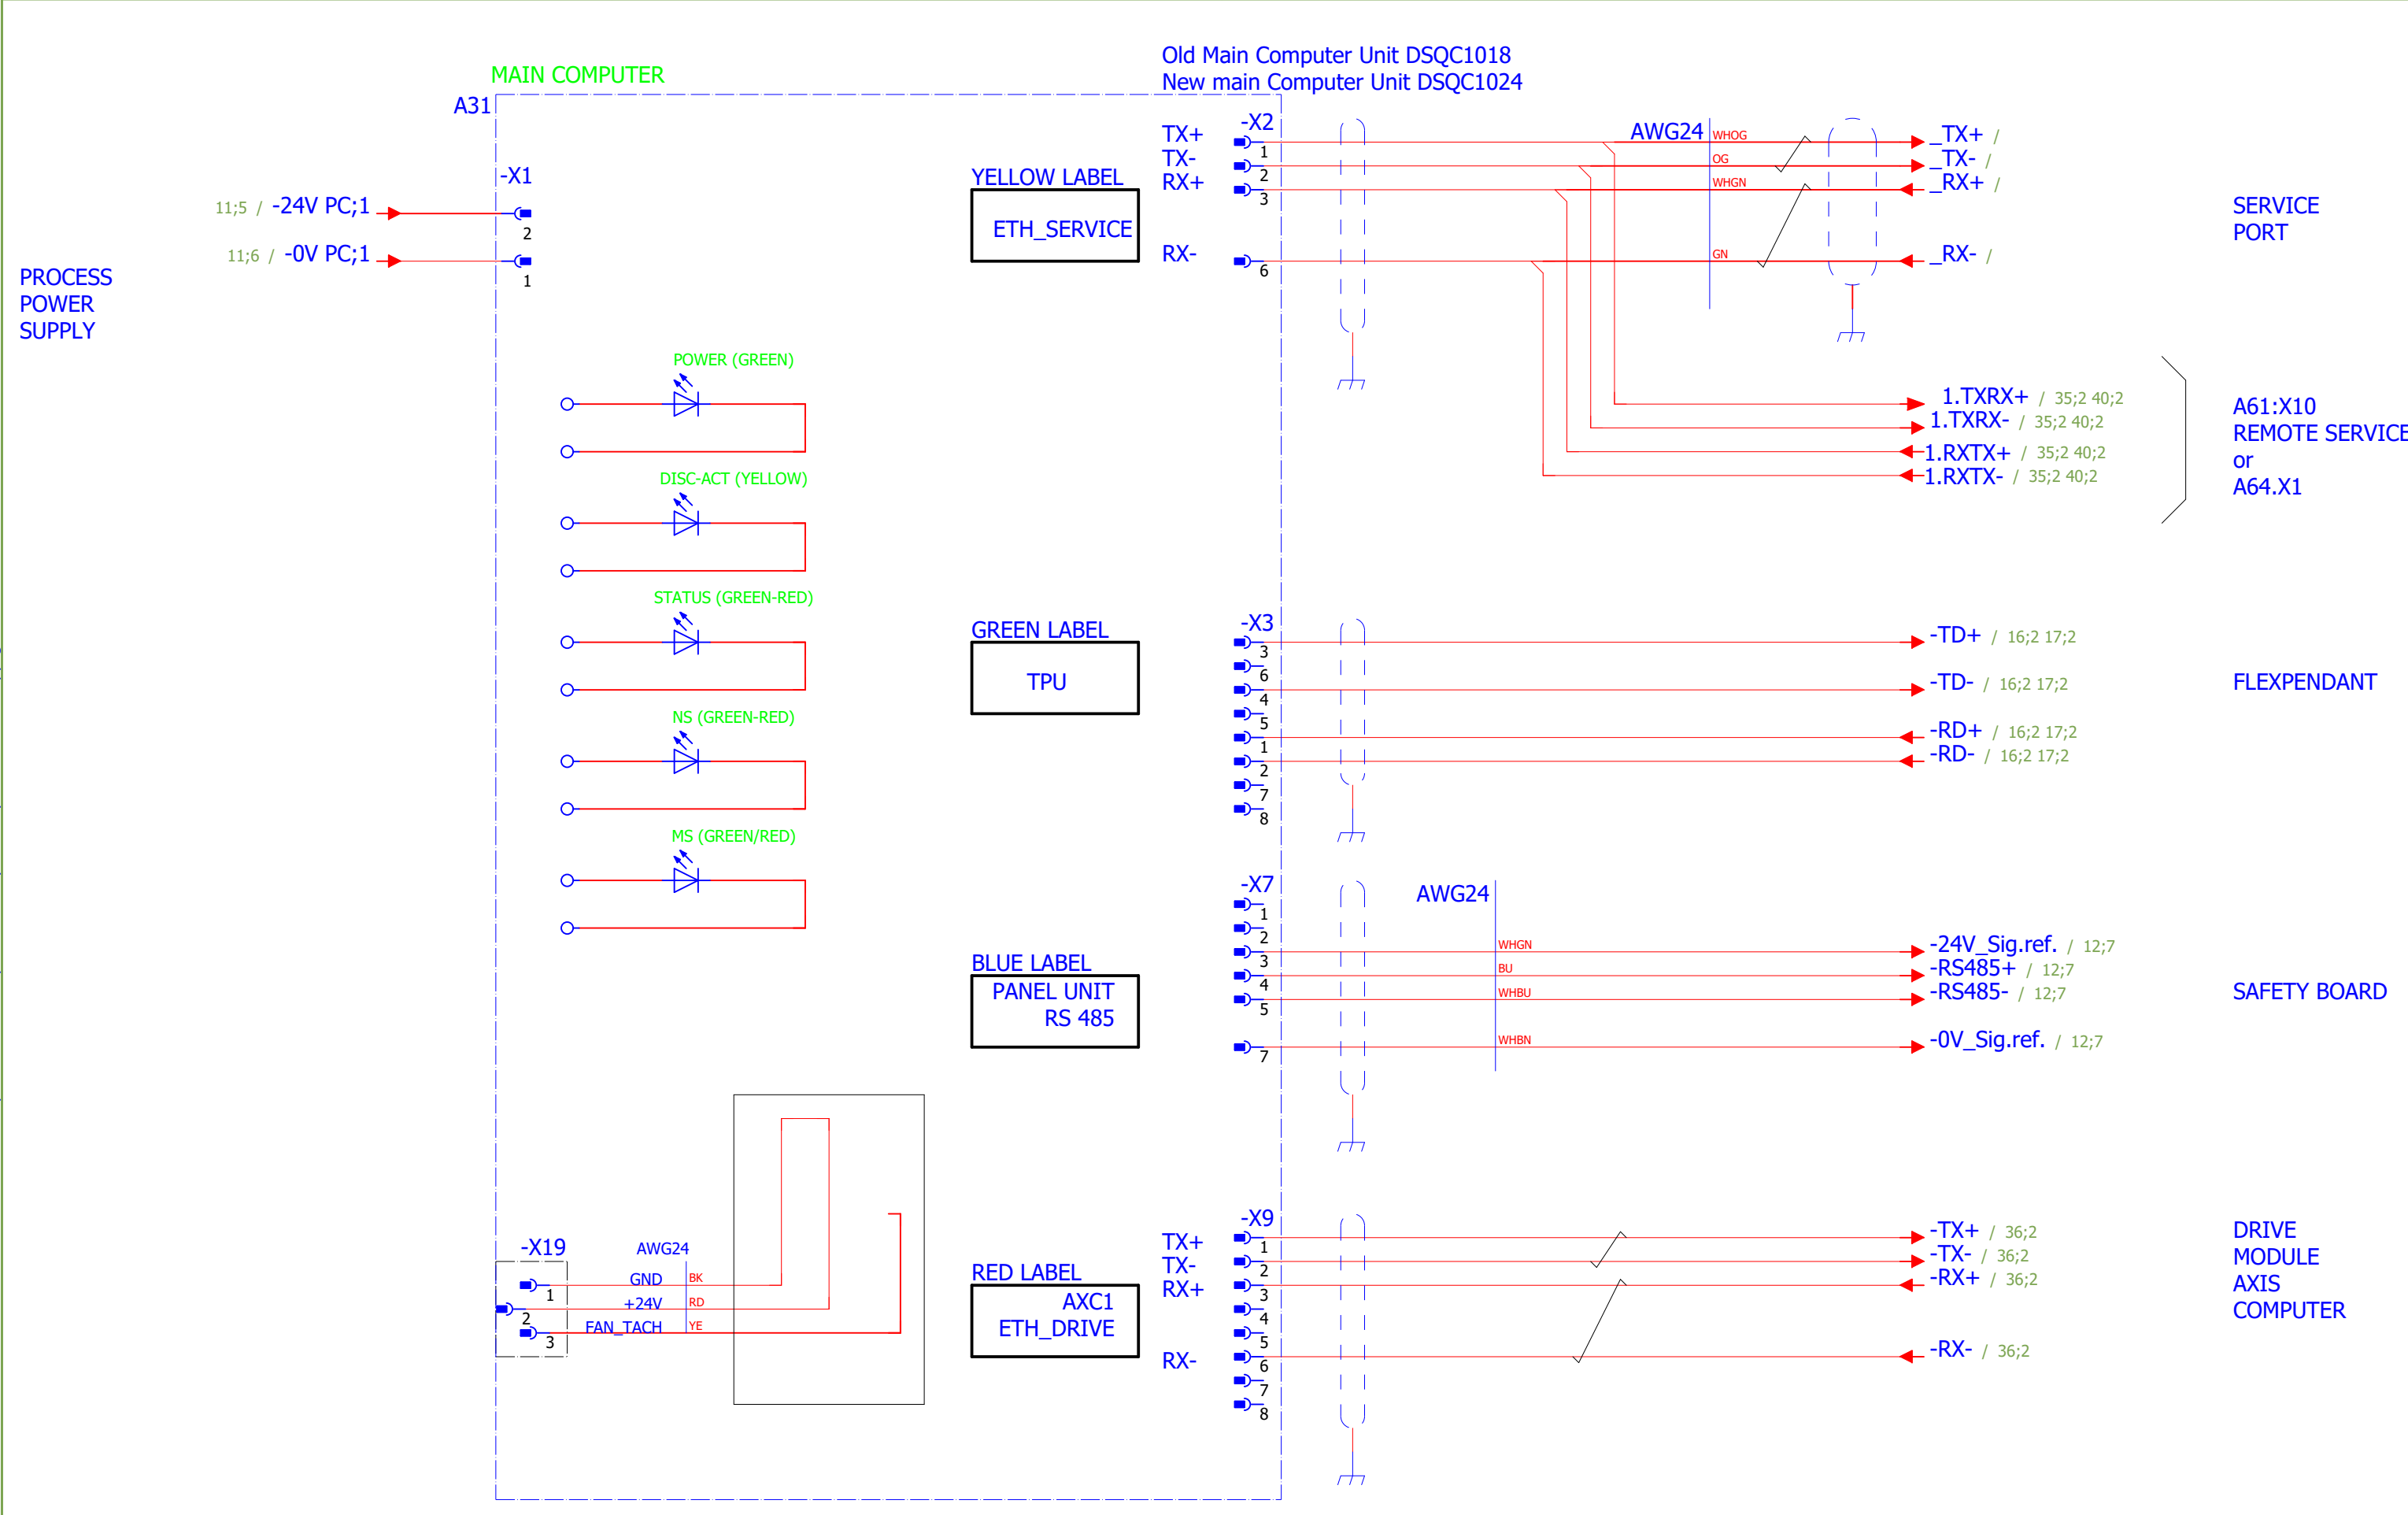 Old Main Computer Unit DSQC1018
New main Computer Unit DSQC1024
MAIN COMPUTER
A31
-X1
11;5 / -24V PC;1
2
11;6 / -0V PC;1
1
PROCESS
POWER
SUPPLY
YELLOW LABEL
ETH_SERVICE
-X2
TX+
1
TX-
2
RX+
3
RX-
6
AWG24
WHOG
OG
WHGN
GN
_TX+ /
_TX- /
_RX+ /
_RX- /
SERVICE
PORT
1.TXRX+ / 35;2 40;2
1.TXRX- / 35;2 40;2
1.RXTX+ / 35;2 40;2
1.RXTX- / 35;2 40;2
A61:X10
REMOTE SERVICE
or
A64.X1
POWER (GREEN)
DISC-ACT (YELLOW)
STATUS (GREEN-RED)
NS (GREEN-RED)
MS (GREEN/RED)
GREEN LABEL
TPU
-X3
3
6
4
5
1
2
7
8
-TD+ / 16;2 17;2
-TD- / 16;2 17;2
-RD+ / 16;2 17;2
-RD- / 16;2 17;2
FLEXPENDANT
BLUE LABEL
PANEL UNIT
RS 485
-X7
1
2
3
4
5
7
AWG24
WHGN
BU
WHBU
WHBN
-24V_Sig.ref. / 12;7
-RS485+ / 12;7
-RS485- / 12;7
-0V_Sig.ref. / 12;7
SAFETY BOARD
-X19
AWG24
1
GND
BK
2
+24V
RD
3
FAN_TACH
YE
RED LABEL
AXC1
ETH_DRIVE
-X9
TX+
1
TX-
2
RX+
3
4
5
RX-
6
7
8
-TX+ / 36;2
-TX- / 36;2
-RX+ / 36;2
-RX- / 36;2
DRIVE
MODULE
AXIS
COMPUTER